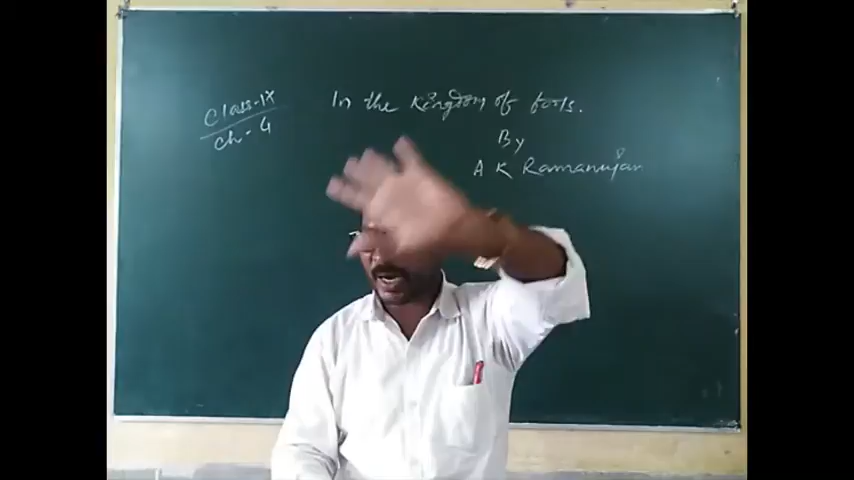 Class-IX
Ch-4
In the Kingdom of fools.
By
A K Ramanujan